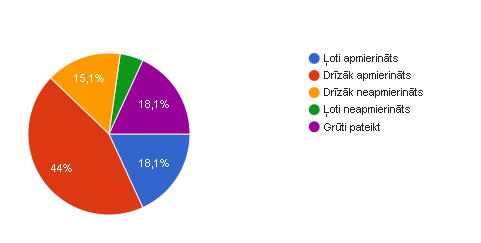 Ļoti apmierināts
Drīzāk apmierināts
Drīzāk neapmierināts
Ļoti neapmierināts
Grūti pateikt
15,1%
18,1%
44%
18,1%